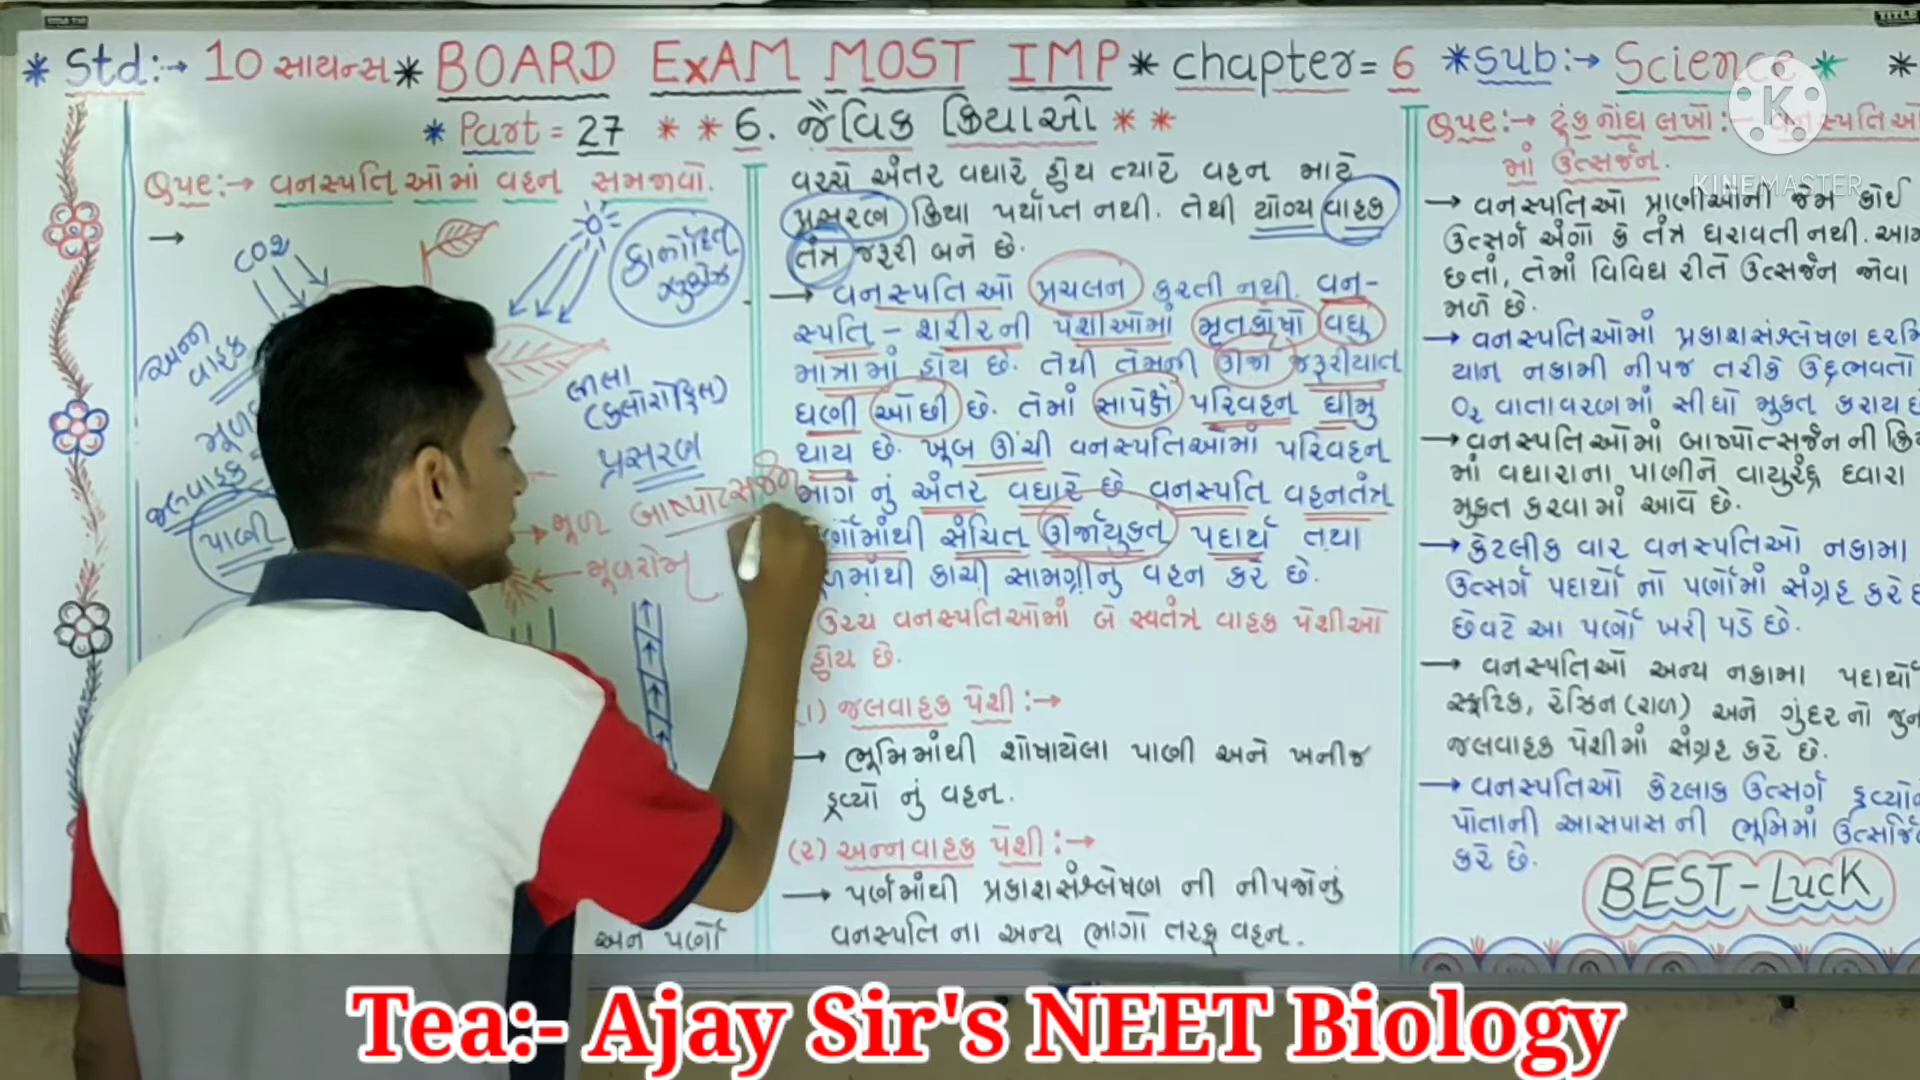 * Std:→ 10 સાયન્સ * BOARD ExAM MOST IMP * chapter = 6 * Sub:→ Science * *
* Part = 27 * * 6. જૈવિક ક્રિયાઓ * *
Que:→ વનસ્પતિઓમાં વહન સમજાવો.
→
CO2
કાર્બોદિત
ગ્લુકોઝ
અન્ન
વાહક
લીલા
(ક્લોરોફિલ)
પ્રસરણ
જલવાહક
પાણી
મૂળ બાષ્પોત્સર્જન
મૂળરોમ
અને પર્ણો
વચ્ચે અંતર વધારે હોય ત્યારે વહન માટે
પ્રસરણ ક્રિયા પર્યાપ્ત નથી. તેથી યોગ્ય વાહક
તંત્ર જરૂરી બને છે.
→ વનસ્પતિઓ પ્રચલન કરતી નથી. વન-
સ્પતિ - શરીરની પેશીઓમાં મૃતકોષો વધુ
માત્રામાં હોય છે. તેથી તેમની ઊર્જા જરૂરીયાત
ઘણી ઓછી છે. તેમાં સાપેક્ષે પરિવહન ધીમુ
થાય છે. ખૂબ ઊંચી વનસ્પતિઓમાં પરિવહન
માર્ગ નું અંતર વધારે છે વનસ્પતિ વહનતંત્ર
સંચિત ઊર્જાયુક્ત પદાર્થ તથા
કાચી સામગ્રીનું વહન કરે છે.
ઉચ્ચ વનસ્પતિઓમાં બે સ્વતંત્ર વાહક પેશીઓ
હોય છે.
(૧) જલવાહક પેશી :→
→ ભૂમિમાંથી શોષાયેલા પાણી અને ખનીજ
દ્રવ્યો નું વહન.
(૨) અન્નવાહક પેશી :→
→ પર્ણમાંથી પ્રકાશસંશ્લેષણ ની નીપજોનું
વનસ્પતિ ના અન્ય ભાગો તરફ વહન.
Que:→ ટૂંક નોંધ લખો :→ વનસ્પતિઓ
માં ઉત્સર્જન.
→ વનસ્પતિઓ પ્રાણીઓની જેમ કોઈ
ઉત્સર્ગ અંગો કે તંત્ર ધરાવતી નથી. આમ
છતાં, તેમાં વિવિધ રીતે ઉત્સર્જન જોવા
મળે છે.
→ વનસ્પતિઓમાં પ્રકાશસંશ્લેષણ દરમિ
યાન નકામી નીપજ તરીકે ઉદ્ભવતો
O₂ વાતાવરણમાં સીધો મુક્ત કરાય છે
→ વનસ્પતિઓમાં બાષ્પોત્સર્જન ની ક્રિયા
માં વધારાના પાણીને વાયુરંધ્ર દ્વારા
મુક્ત કરવામાં આવે છે.
→ કેટલીક વાર વનસ્પતિઓ નકામા
ઉત્સર્ગ પદાર્થો નો પર્ણોમાં સંગ્રહ કરે છે
છેવટે આ પર્ણો ખરી પડે છે.
→ વનસ્પતિઓ અન્ય નકામા પદાર્થો
સ્ફટિક, રેઝિન (રાળ) અને ગુંદર નો જુના
જલવાહક પેશીમાં સંગ્રહ કરે છે.
→ વનસ્પતિઓ કેટલાક ઉત્સર્ગ દ્રવ્યો
પોતાની આસપાસ ની ભૂમિમાં ઉત્સર્જિત
કરે છે.
BEST - LucK
K
KINEMASTER
Tea:- Ajay Sir's NEET Biology